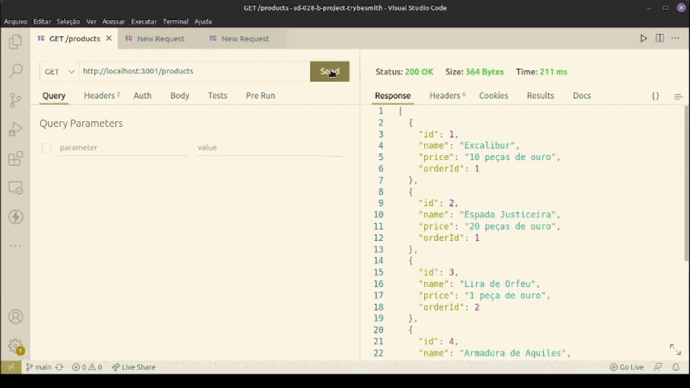 GET /products - sd-028-b-project-trybesmith - Visual Studio Code
Arquivo Editar Seleção Ver Acessar Executar Terminal Ajuda
TC GET /products TC New Request TC New Request
GET http://localhost:3001/products Send
Status: 200 OK Size: 364 Bytes Time: 211 ms
Query Headers 2 Auth Body Tests Pre Run
Response Headers 6 Cookies Results Docs {}
Query Parameters
parameter value
1 [
2 {
3 "id": 1,
4 "name": "Excalibur",
5 "price": "10 peças de ouro",
6 "orderId": 1
7 },
8 {
9 "id": 2,
10 "name": "Espada Justiceira",
11 "price": "20 peças de ouro",
12 "orderId": 1
13 },
14 {
15 "id": 3,
16 "name": "Lira de Orfeu",
17 "price": "1 peça de ouro",
18 "orderId": 2
19 },
20 {
21 "id": 4,
22 "name": "Armadura de Aquiles",
main 0 0 Live Share Go Live